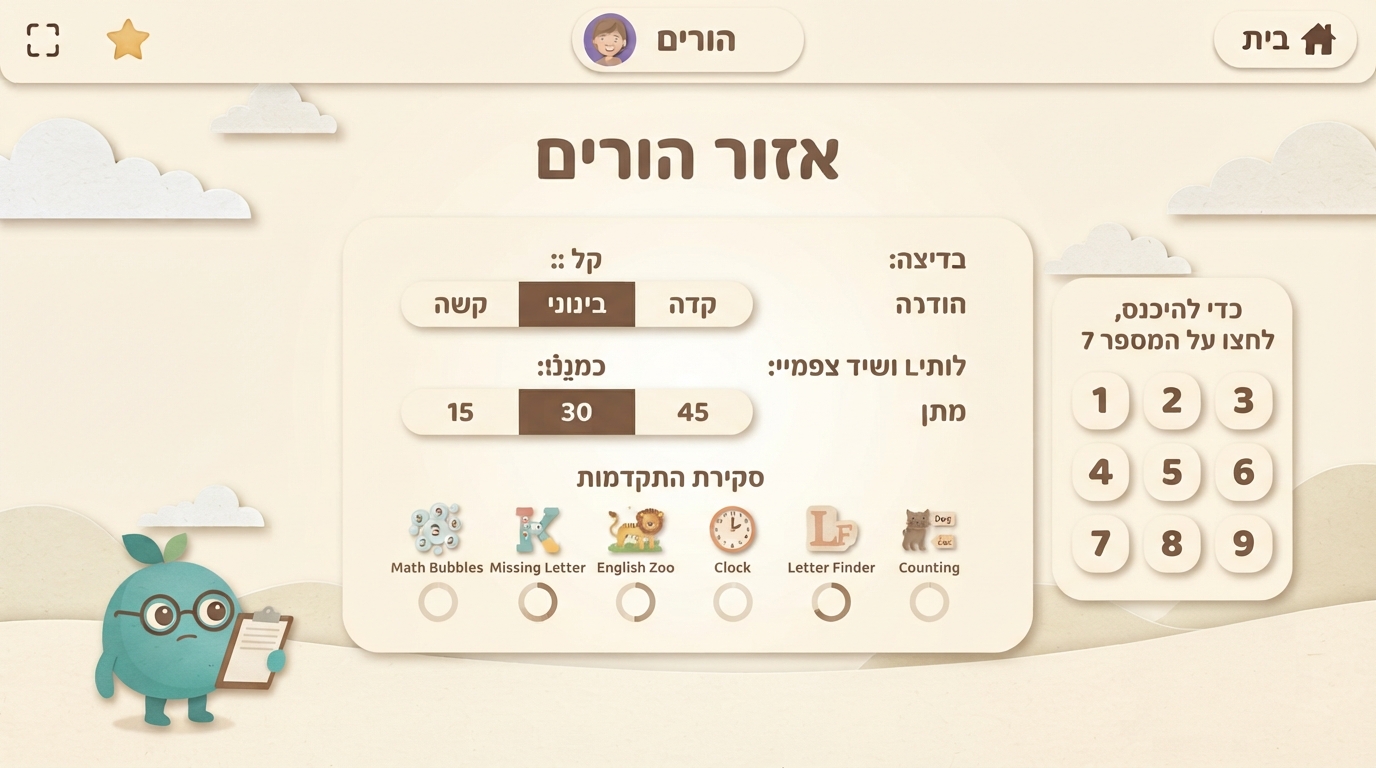 בית
הורים
אזור הורים
בדיצה:
קל ::
הודרה
קדה
בינוני
קשה
לותיL ושיד צפמיי:
מתן
45
30
15
סקירת התקדמות
Math Bubbles
Missing Letter
English Zoo
Clock
Letter Finder
Counting
K
LF
Dog
כדי להיכנס,
לחצו על המספר 7
1 2 3
4 5 6
7 8 9